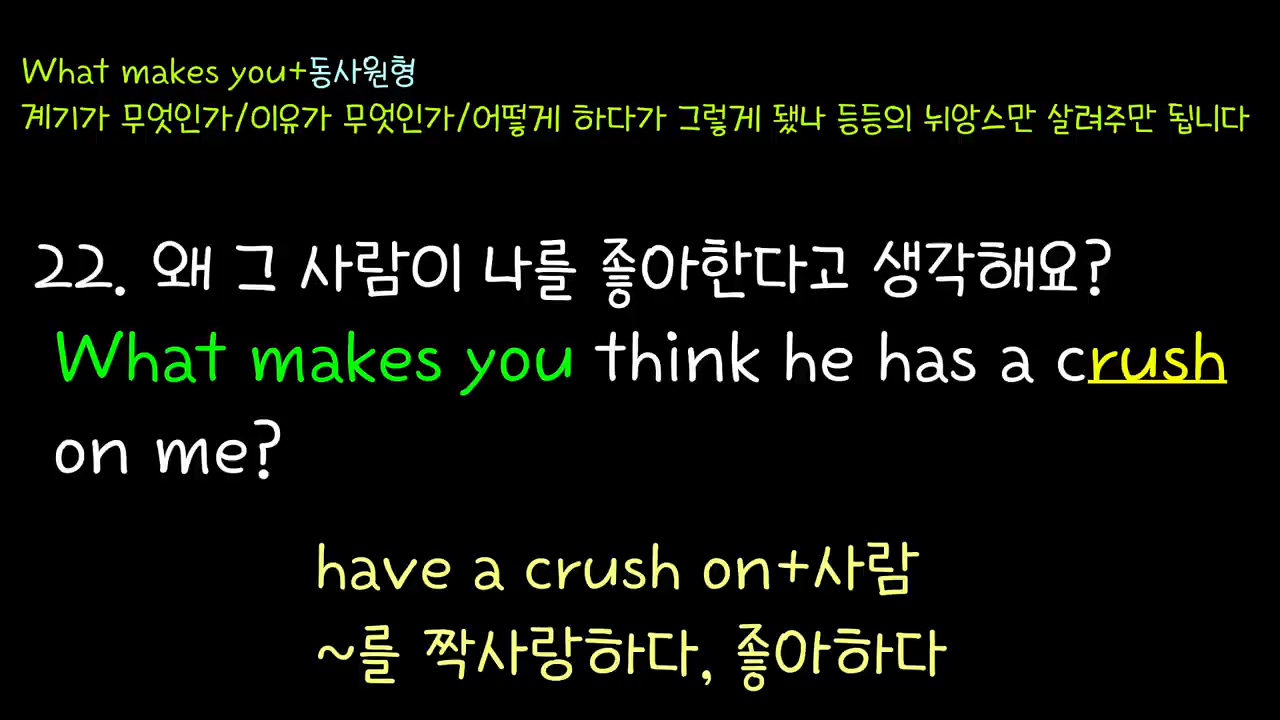 What makes you+동사원형
계기가 무엇인가/이유가 무엇인가/어떻게 하다가 그렇게 됐나 등등의 뉘앙스만 살려주만 됩니다
22. 왜 그 사람이 나를 좋아한다고 생각해요?
What makes you think he has a crush
on me?
have a crush on+사람
~를 짝사랑하다, 좋아하다